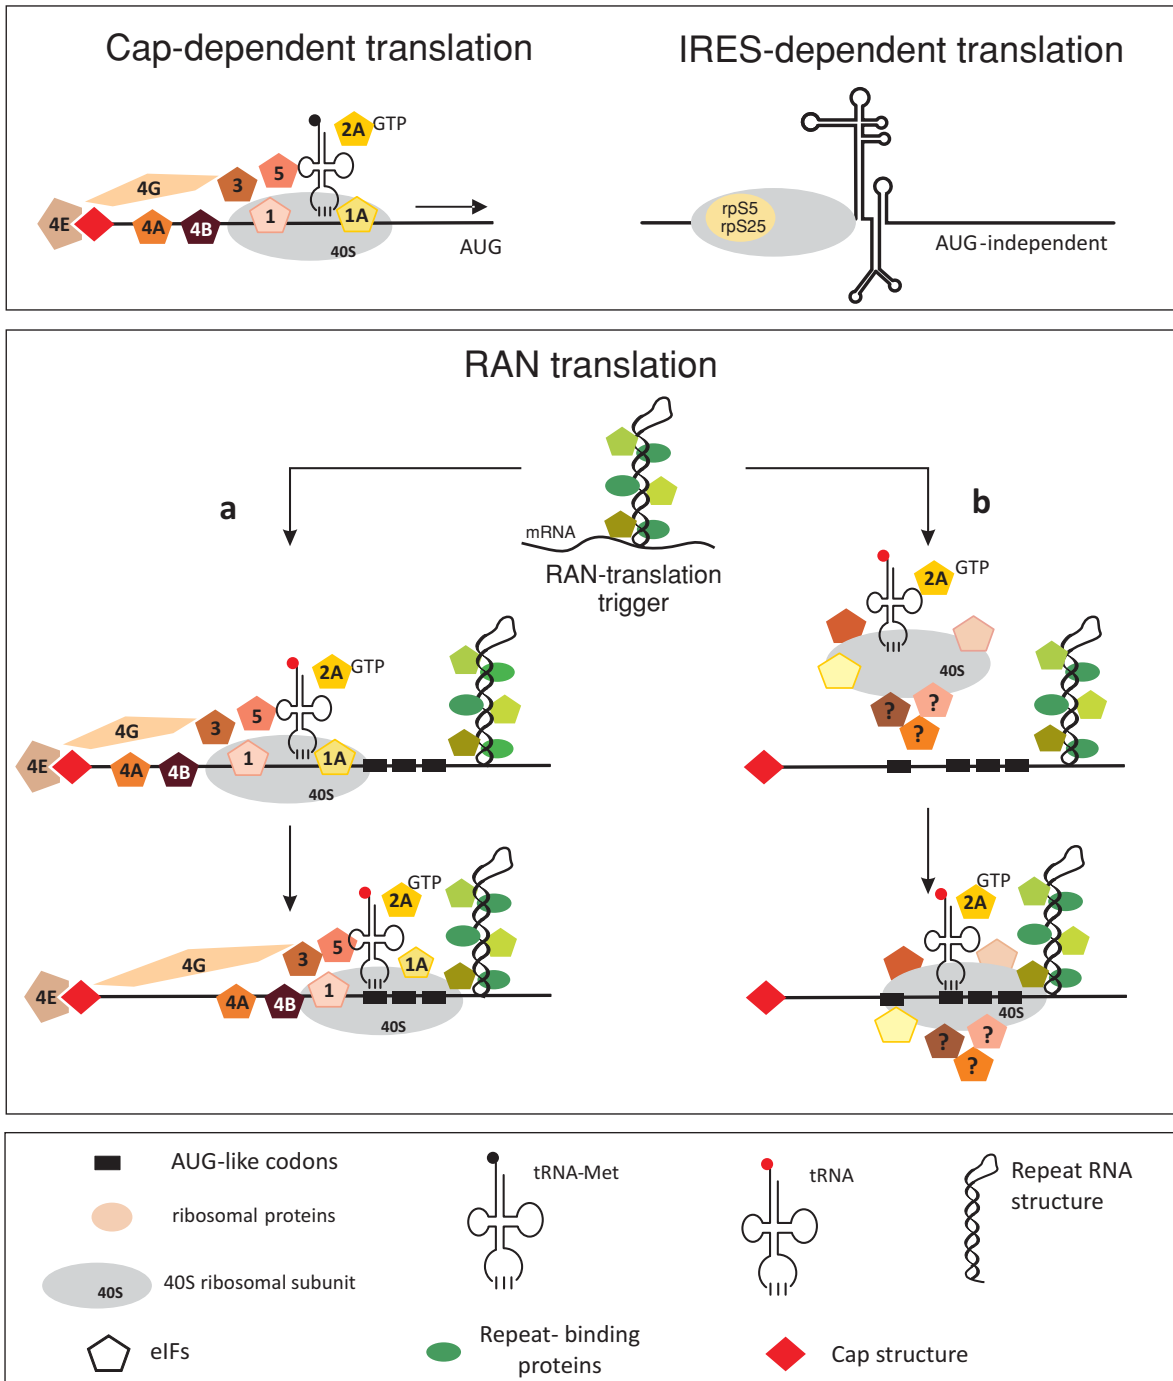 Cap-dependent translation
IRES-dependent translation
2A GTP
4G
3
5
4E
4A
4B
1
1A
40S
AUG
rpS5
rpS25
AUG-independent
RAN translation
a
b
mRNA
RAN-translation
trigger
2A GTP
4G
3
5
4E
4A
4B
1
1A
40S
2A GTP
40S
?
?
?
2A GTP
4G
3
5
1A
4E
4A
4B
1
40S
GTP
2A
40S
?
?
?
AUG-like codons
tRNA-Met
tRNA
Repeat RNA
structure
ribosomal proteins
40S
40S ribosomal subunit
eIFs
Repeat- binding
proteins
Cap structure